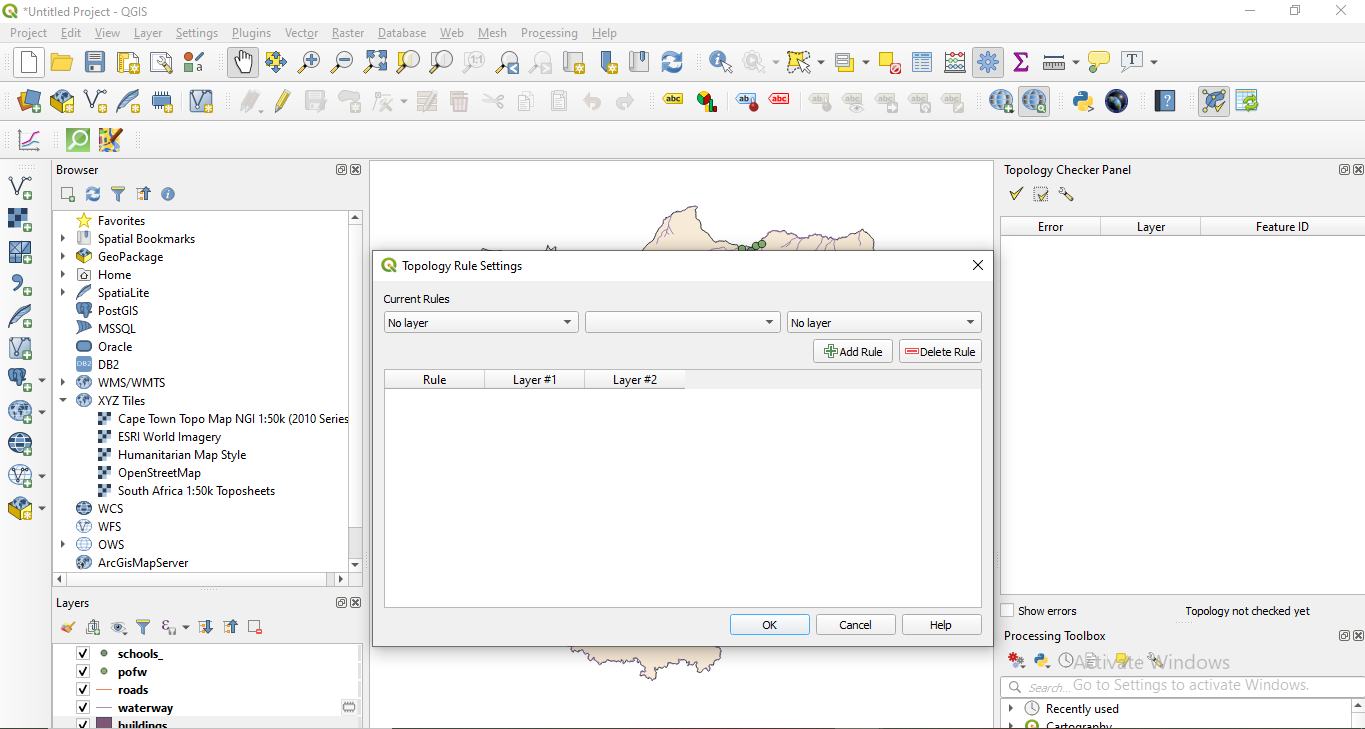 *Untitled Project - QGIS
Project Edit View Layer Settings Plugins Vector Raster Database Web Mesh Processing Help
Browser
Favorites
Spatial Bookmarks
GeoPackage
Home
SpatiaLite
PostGIS
MSSQL
Oracle
DB2
WMS/WMTS
XYZ Tiles
Cape Town Topo Map NGI 1:50k (2010 Series
ESRI World Imagery
Humanitarian Map Style
OpenStreetMap
South Africa 1:50k Toposheets
WCS
WFS
OWS
ArcGisMapServer
Layers
schools_
pofw
roads
waterway
buildings
Topology Rule Settings
Current Rules
No layer No layer
Add Rule Delete Rule
Rule Layer #1 Layer #2
OK Cancel Help
Topology Checker Panel
Error Layer Feature ID
Show errors Topology not checked yet
Processing Toolbox
Activate Windows
Search... Go to Settings to activate Windows.
Recently used
Cartography